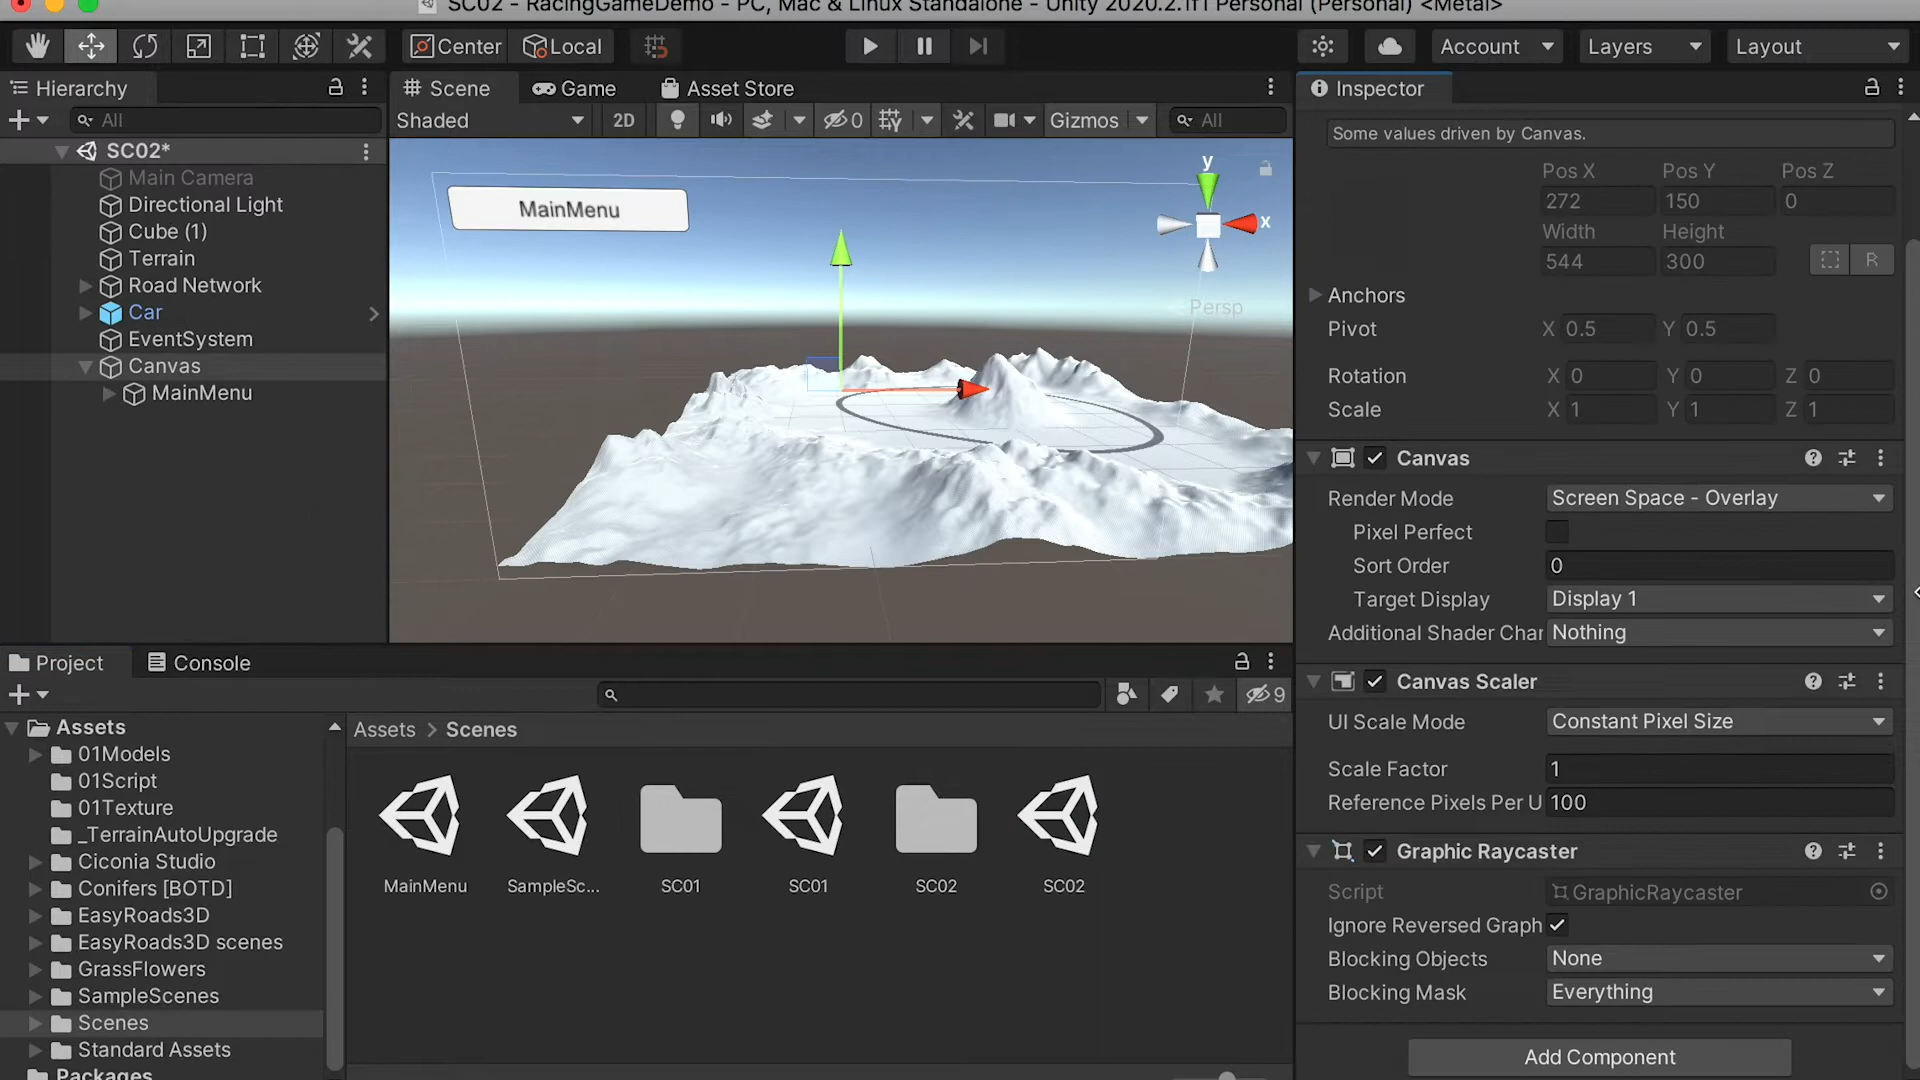 SC02 - RacingGameDemo - PC, Mac & Linux Standalone - Unity 2020.2.1f1 Personal (Personal) <Metal>
Center Local Account Layers Layout
Hierarchy
All
SC02*
Main Camera
Directional Light
Cube (1)
Terrain
Road Network
Car
EventSystem
Canvas
MainMenu
Scene Game Asset Store
Shaded 2D 0 Gizmos All
MainMenu
y
x
Persp
Inspector
Some values driven by Canvas.
Pos X Pos Y Pos Z
272 150 0
Width Height
544 300 R
Anchors
Pivot X 0.5 Y 0.5
Rotation X 0 Y 0 Z 0
Scale X 1 Y 1 Z 1
Canvas
Render Mode Screen Space - Overlay
Pixel Perfect
Sort Order 0
Target Display Display 1
Additional Shader Char Nothing
Canvas Scaler
UI Scale Mode Constant Pixel Size
Scale Factor 1
Reference Pixels Per U 100
Graphic Raycaster
Script GraphicRaycaster
Ignore Reversed Graph
Blocking Objects None
Blocking Mask Everything
Add Component
Project Console
9
Assets
01Models
01Script
01Texture
_TerrainAutoUpgrade
Ciconia Studio
Conifers [BOTD]
EasyRoads3D
EasyRoads3D scenes
GrassFlowers
SampleScenes
Scenes
Standard Assets
Packages
Assets > Scenes
MainMenu SampleSc... SC01 SC01 SC02 SC02